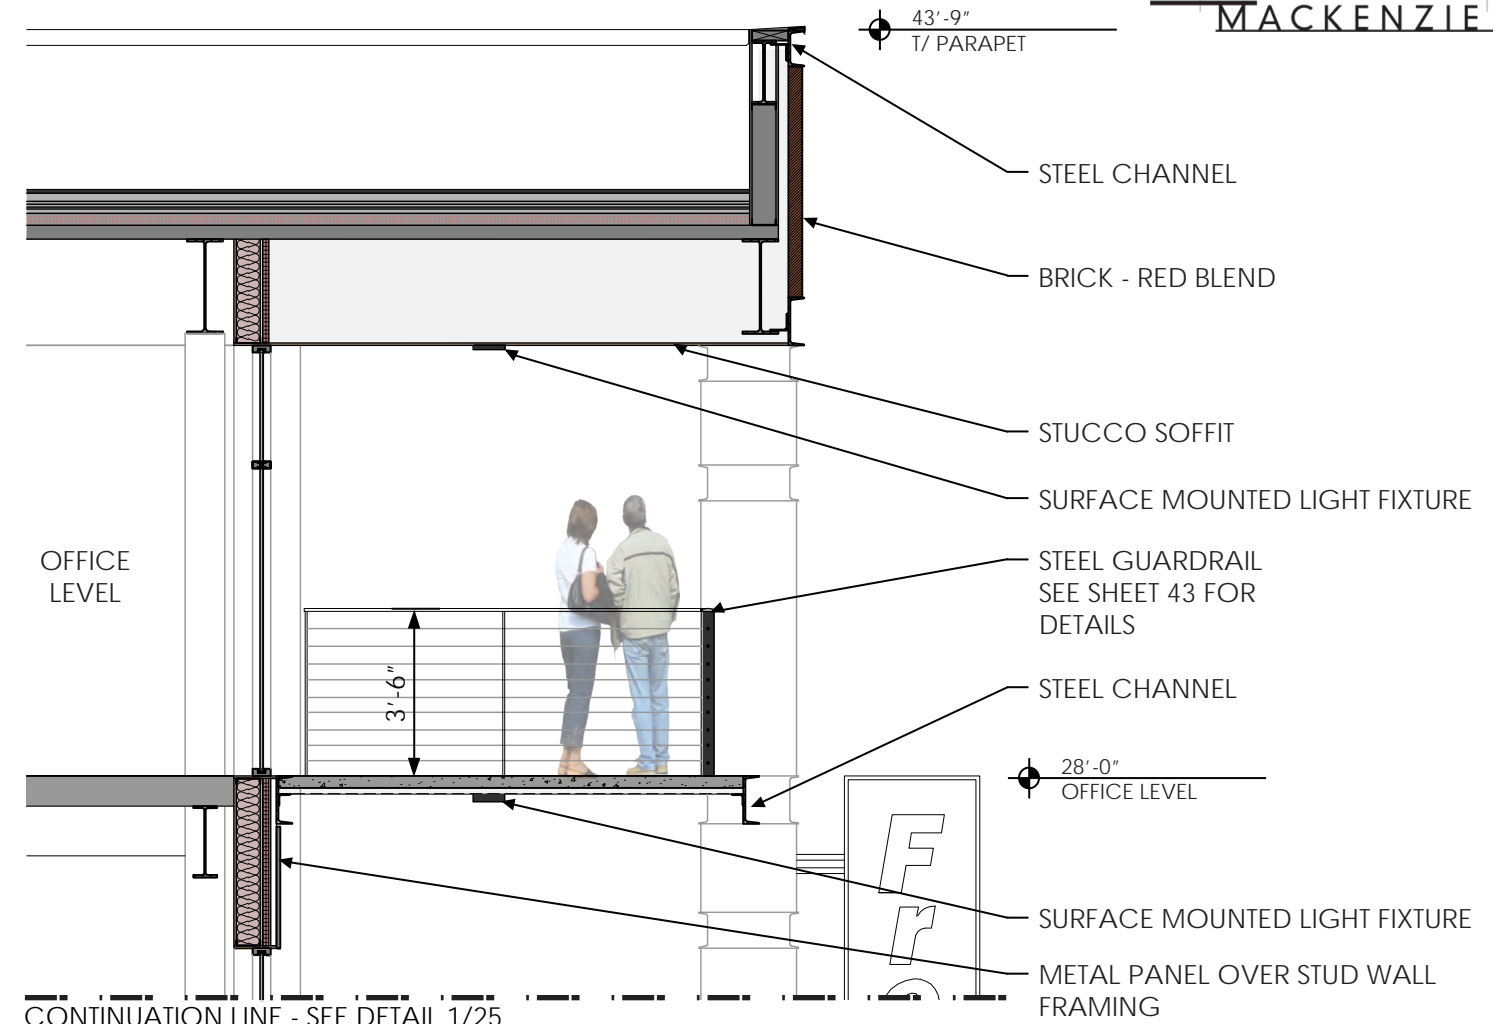 43'-9"
T/ PARAPET
MACKENZIE
STEEL CHANNEL
BRICK - RED BLEND
STUCCO SOFFIT
SURFACE MOUNTED LIGHT FIXTURE
OFFICE
LEVEL
STEEL GUARDRAIL
SEE SHEET 43 FOR
DETAILS
3'-6"
STEEL CHANNEL
28'-0"
OFFICE LEVEL
F
r
SURFACE MOUNTED LIGHT FIXTURE
METAL PANEL OVER STUD WALL
FRAMING
CONTINUATION LINE - SEE DETAIL 1/25